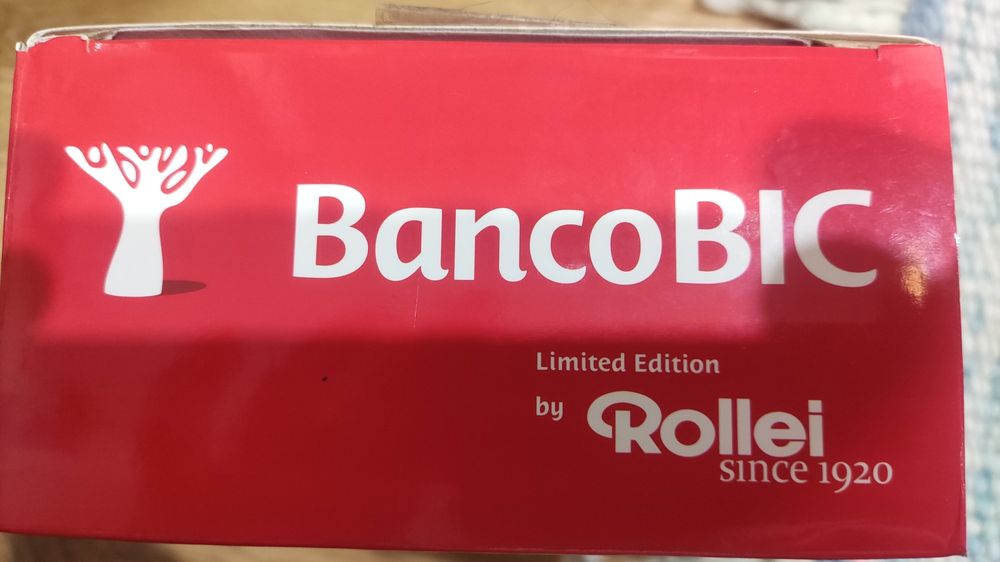 BancoBIC
Limited Edition
by Rollei
since 1920